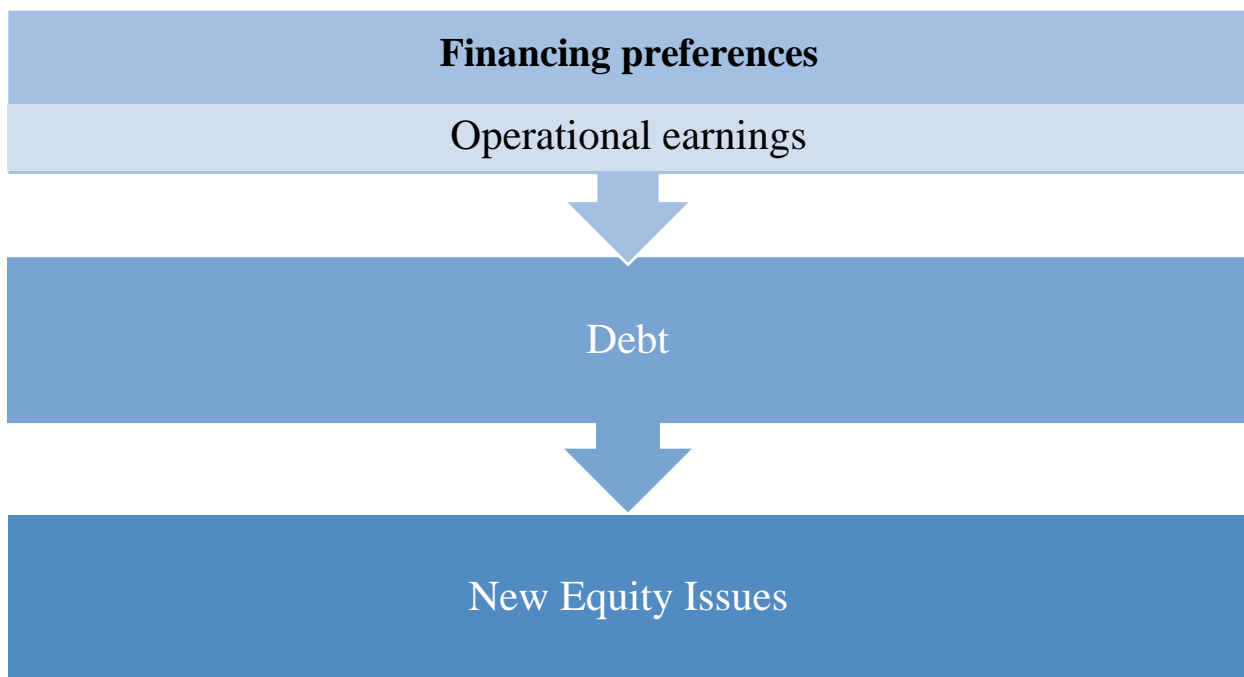 Financing preferences
Operational earnings
Debt
New Equity Issues